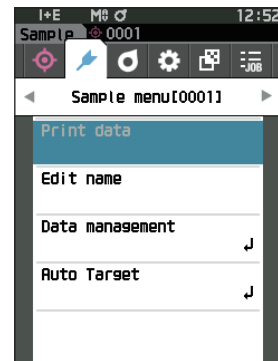 I+E M 12:52
Sample 0001
-JOB
Sample menu[0001]
Print data
Edit name
Data management
Auto Target